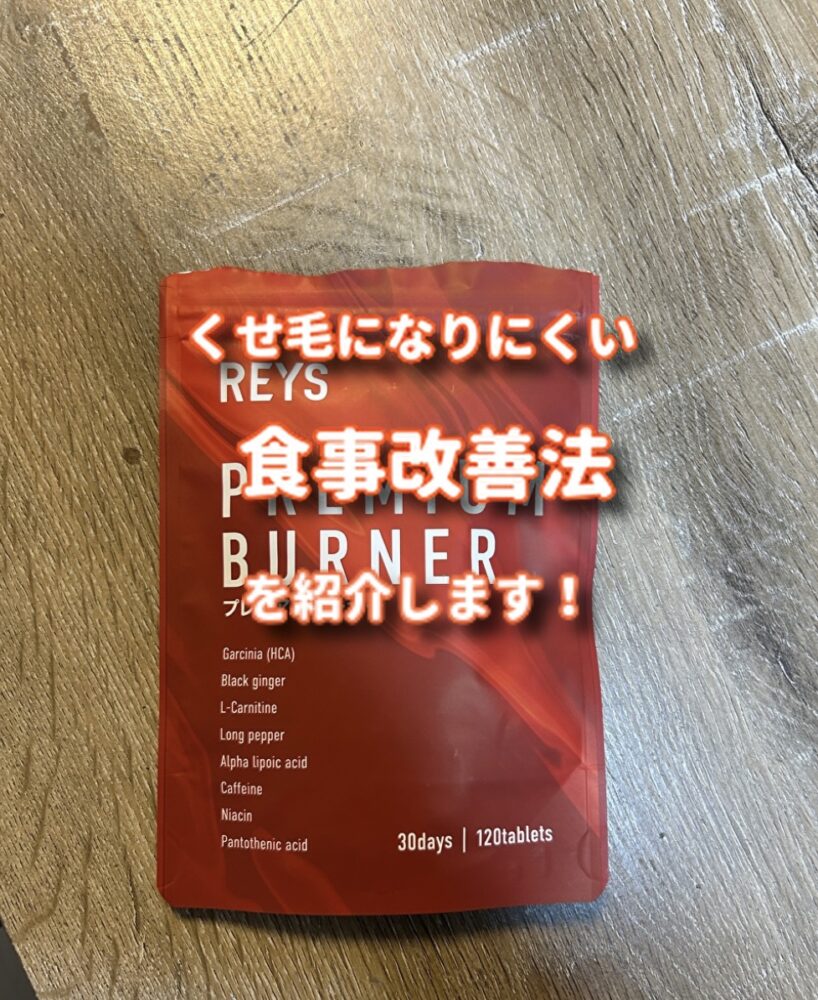 くせ毛になりにくい
REYS
食事改善法
PREMIUM
BURNER
を紹介します！
Garcinia (HCA)
Black ginger
L-Carnitine
Long pepper
Alpha lipoic acid
Caffeine
Niacin
Pantothenic acid
30days | 120tablets